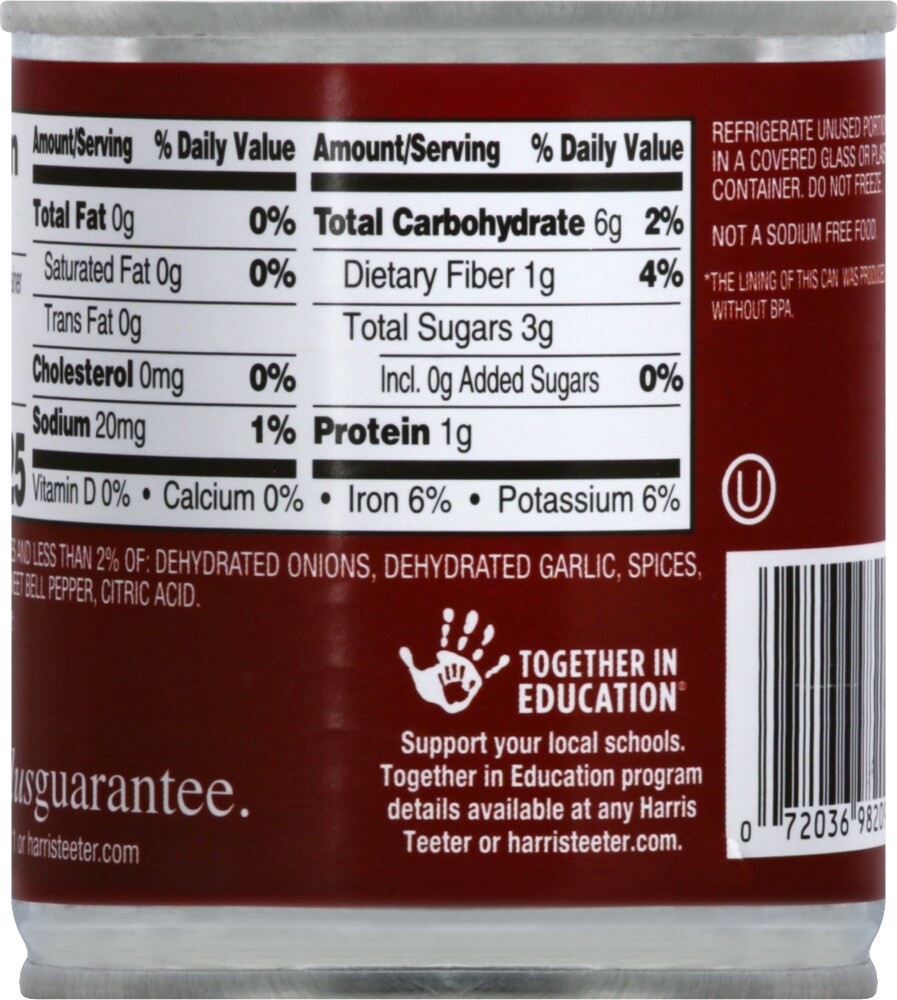 Amount/Serving % Daily Value
Total Fat 0g 0%
Saturated Fat 0g 0%
Trans Fat 0g
Cholesterol 0mg 0%
Sodium 20mg 1%
Amount/Serving % Daily Value
Total Carbohydrate 6g 2%
Dietary Fiber 1g 4%
Total Sugars 3g
Incl. 0g Added Sugars 0%
Protein 1g
Vitamin D 0% • Calcium 0% • Iron 6% • Potassium 6%
AND LESS THAN 2% OF: DEHYDRATED ONIONS, DEHYDRATED GARLIC, SPICES,
BELL PEPPER, CITRIC ACID.
guarantee.
or harristeeter.com
TOGETHER IN
EDUCATION®
Support your local schools.
Together in Education program
details available at any Harris
Teeter or harristeeter.com.
REFRIGERATE UNUSED
IN A COVERED GLASS OR
CONTAINER. DO NOT FREEZE.
NOT A SODIUM FREE FOOD
*THE LINING OF THIS CAN WAS
WITHOUT BPA.
U
0 72036